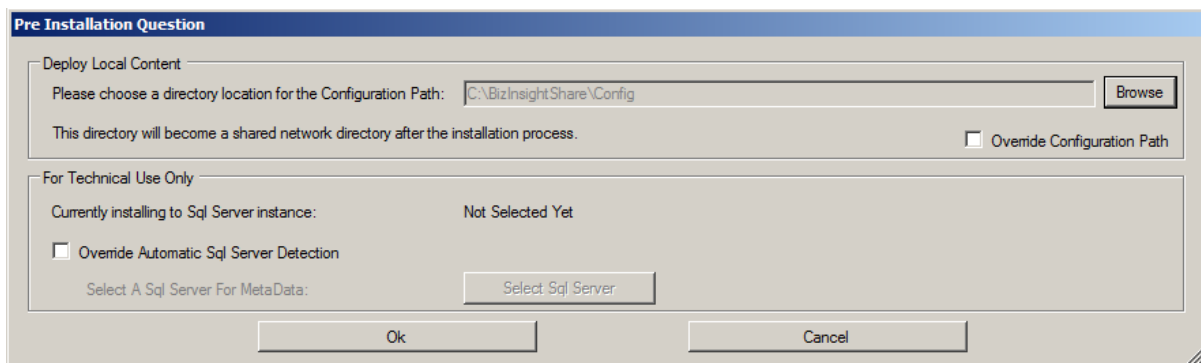 Pre Installation Question
Deploy Local Content
Please choose a directory location for the Configuration Path: C:\BizInsightShare\Config Browse
This directory will become a shared network directory after the installation process.
Override Configuration Path
For Technical Use Only
Currently installing to Sql Server instance: Not Selected Yet
Override Automatic Sql Server Detection
Select A Sql Server For MetaData: Select Sql Server
Ok Cancel